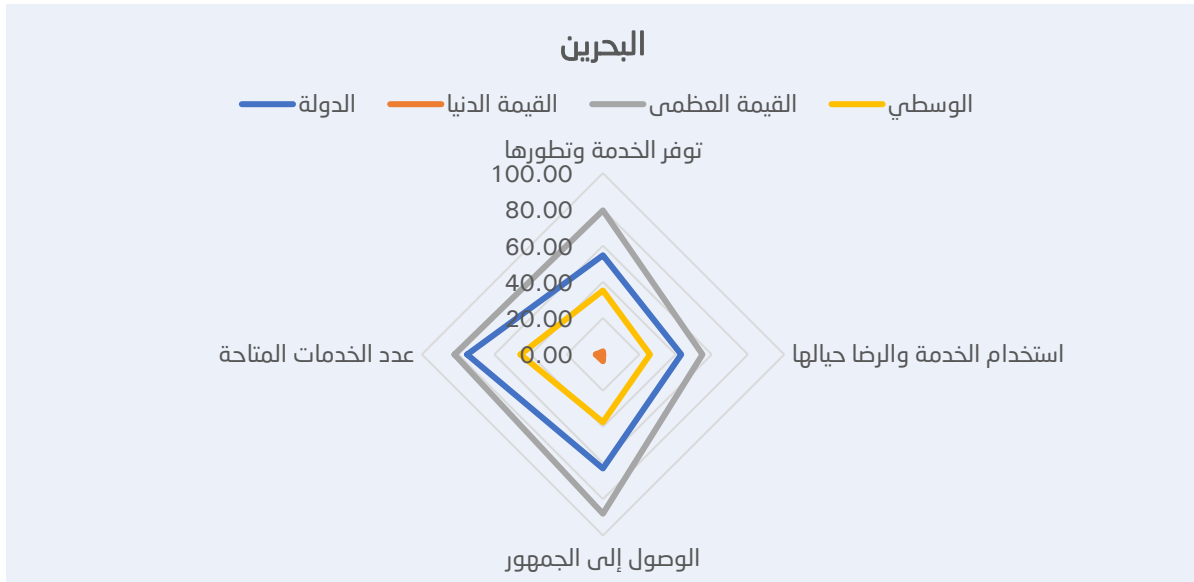 البحرين
الدولة القيمة الدنيا القيمة العظمى الوسطي
توفر الخدمة وتطورها
100.00
80.00
60.00
40.00
20.00
0.00
عدد الخدمات المتاحة
استخدام الخدمة والرضا حيالها
الوصول إلى الجمهور